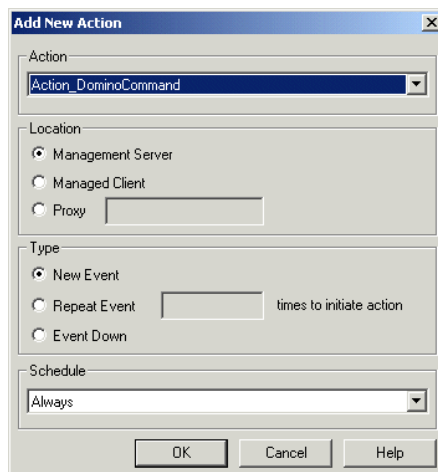 Add New Action
Action
Action_DominoCommand
Location
Management Server
Managed Client
Proxy
Type
New Event
Repeat Event times to initiate action
Event Down
Schedule
Always
OK Cancel Help